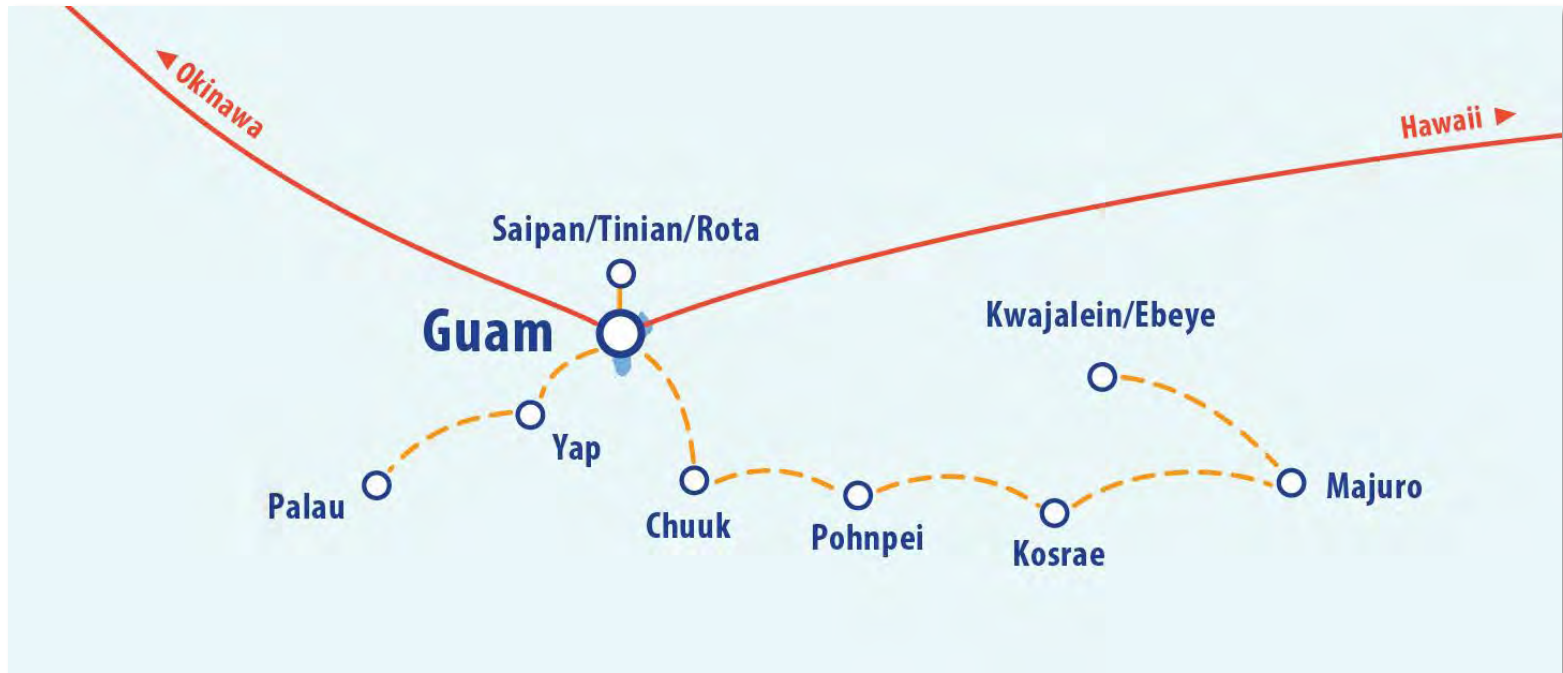 Okinawa
Hawaii
Saipan/Tinian/Rota
Guam
Kwajalein/Ebeye
Yap
Palau
Majuro
Chuuk
Pohnpei
Kosrae